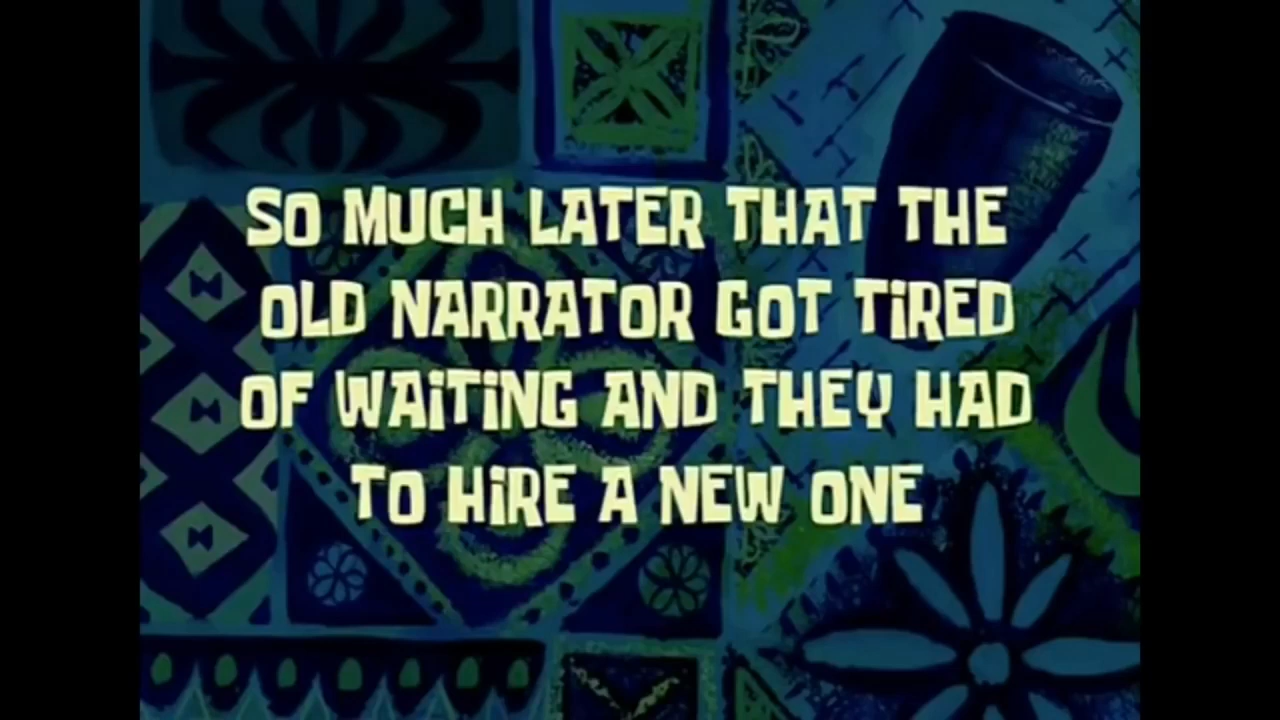 SO MUCH LATER THAT THE
OLD NARRATOR GOT TiRED
OF WAiTiNG AND THEY HAD
TO HiRE A NEW ONE